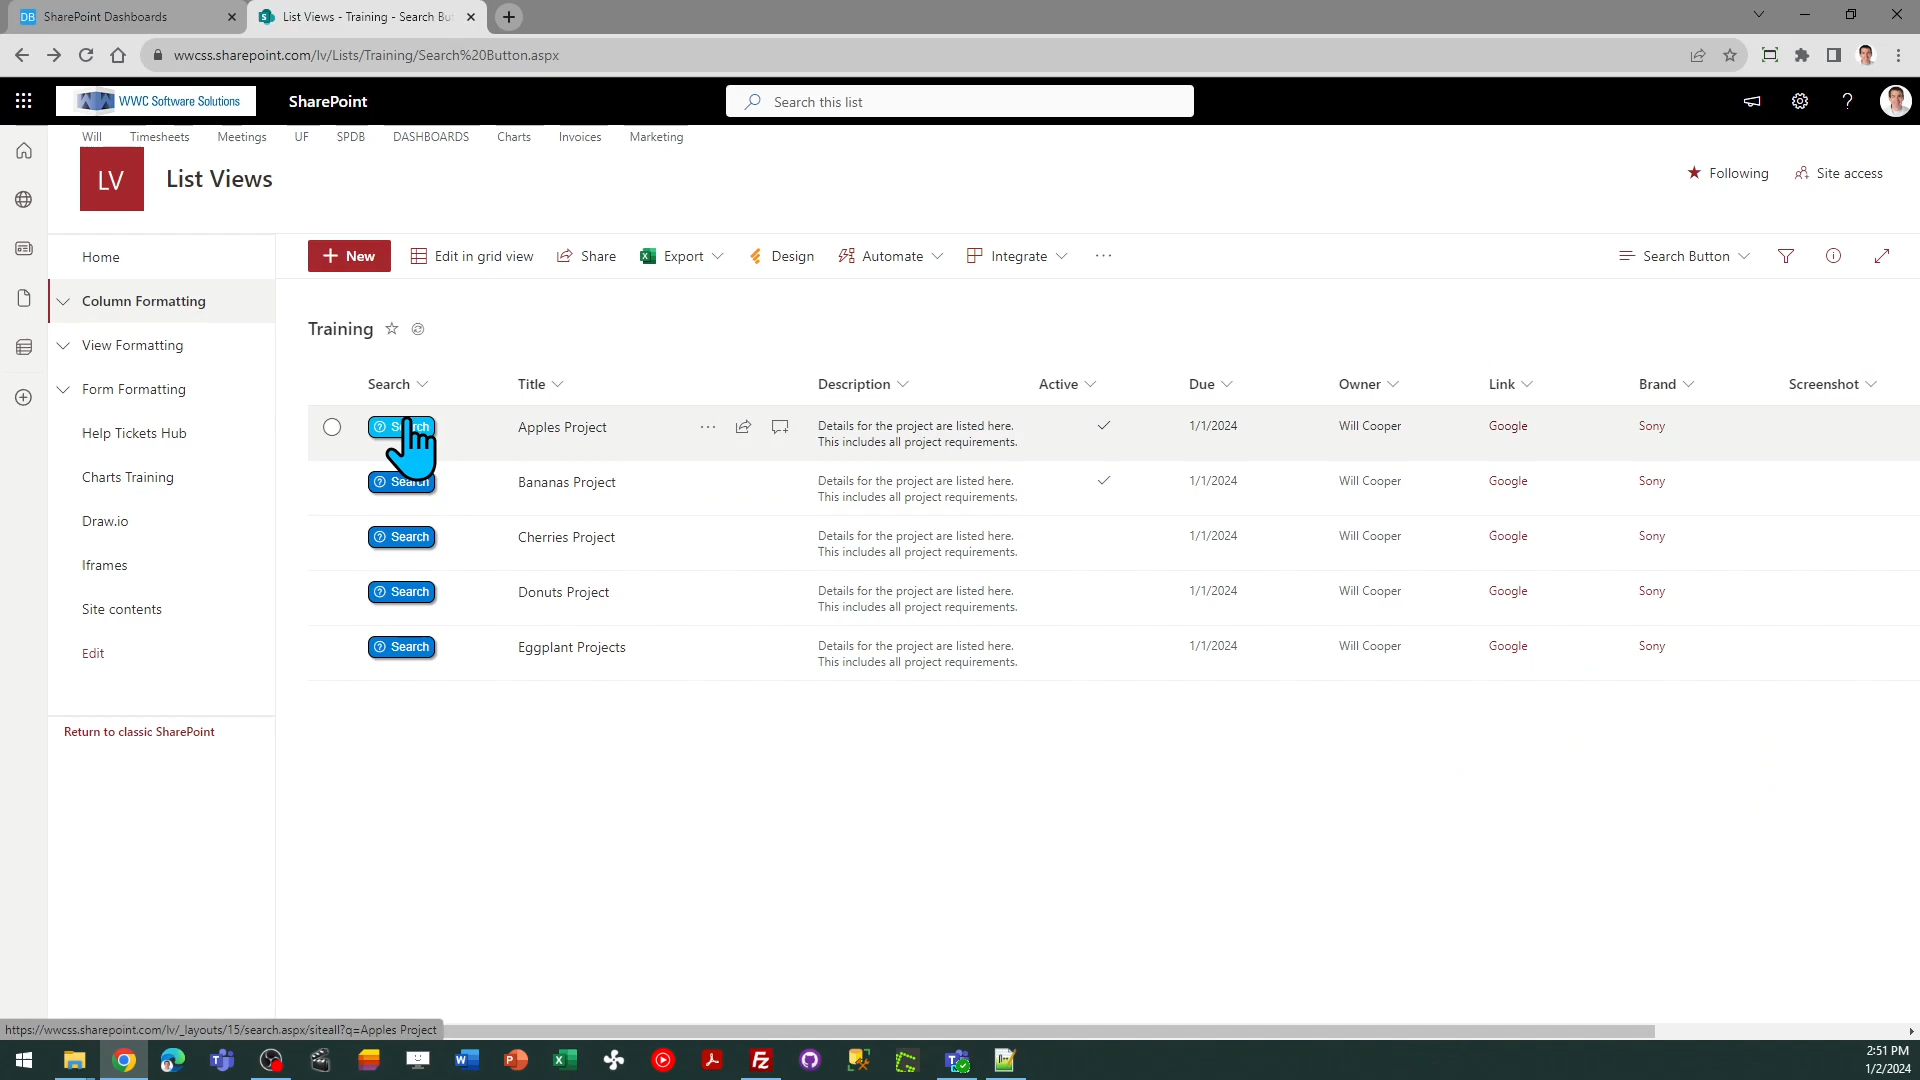 SharePoint Dashboards
List Views - Training - Search Bu
wwcss.sharepoint.com/lv/Lists/Training/Search%20Button.aspx
WWC Software Solutions
SharePoint
Search this list
Will Timesheets Meetings UF SPDB DASHBOARDS Charts Invoices Marketing
LV
List Views
Following
Site access
Home
Column Formatting
View Formatting
Form Formatting
Help Tickets Hub
Charts Training
Draw.io
Iframes
Site contents
Edit
Return to classic SharePoint
New Edit in grid view Share Export Design Automate Integrate Search Button
Training
Search Title Description Active Due Owner Link Brand Screenshot
Apples Project Details for the project are listed here. 1/1/2024 Will Cooper Google Sony
This includes all project requirements.
Search Bananas Project Details for the project are listed here. 1/1/2024 Will Cooper Google Sony
This includes all project requirements.
Search Cherries Project Details for the project are listed here. 1/1/2024 Will Cooper Google Sony
This includes all project requirements.
Search Donuts Project Details for the project are listed here. 1/1/2024 Will Cooper Google Sony
This includes all project requirements.
Search Eggplant Projects Details for the project are listed here. 1/1/2024 Will Cooper Google Sony
This includes all project requirements.
https://wwcss.sharepoint.com/lv/_layouts/15/search.aspx/siteall?q=Apples Project
2:51 PM
1/2/2024